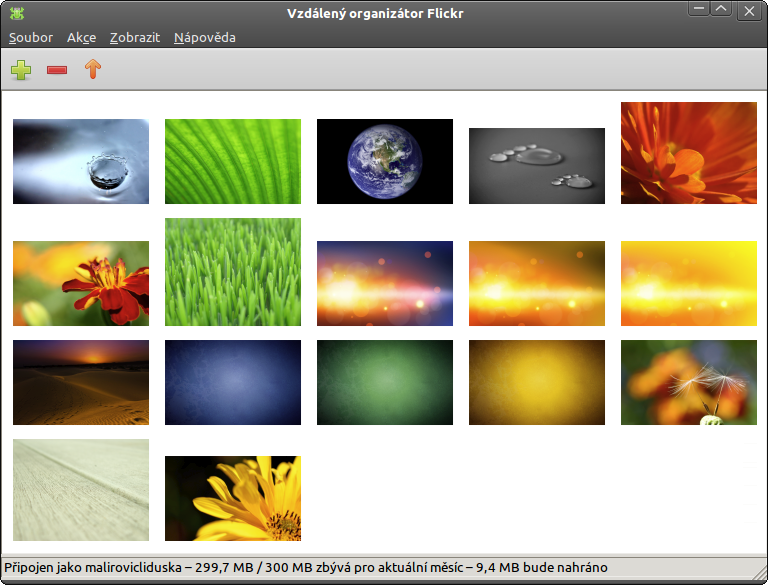 Vzdálený organizátor Flickr
Soubor Akce Zobrazit Nápověda
Připojen jako malirovicliduska – 299,7 MB / 300 MB zbývá pro aktuální měsíc – 9,4 MB bude nahráno